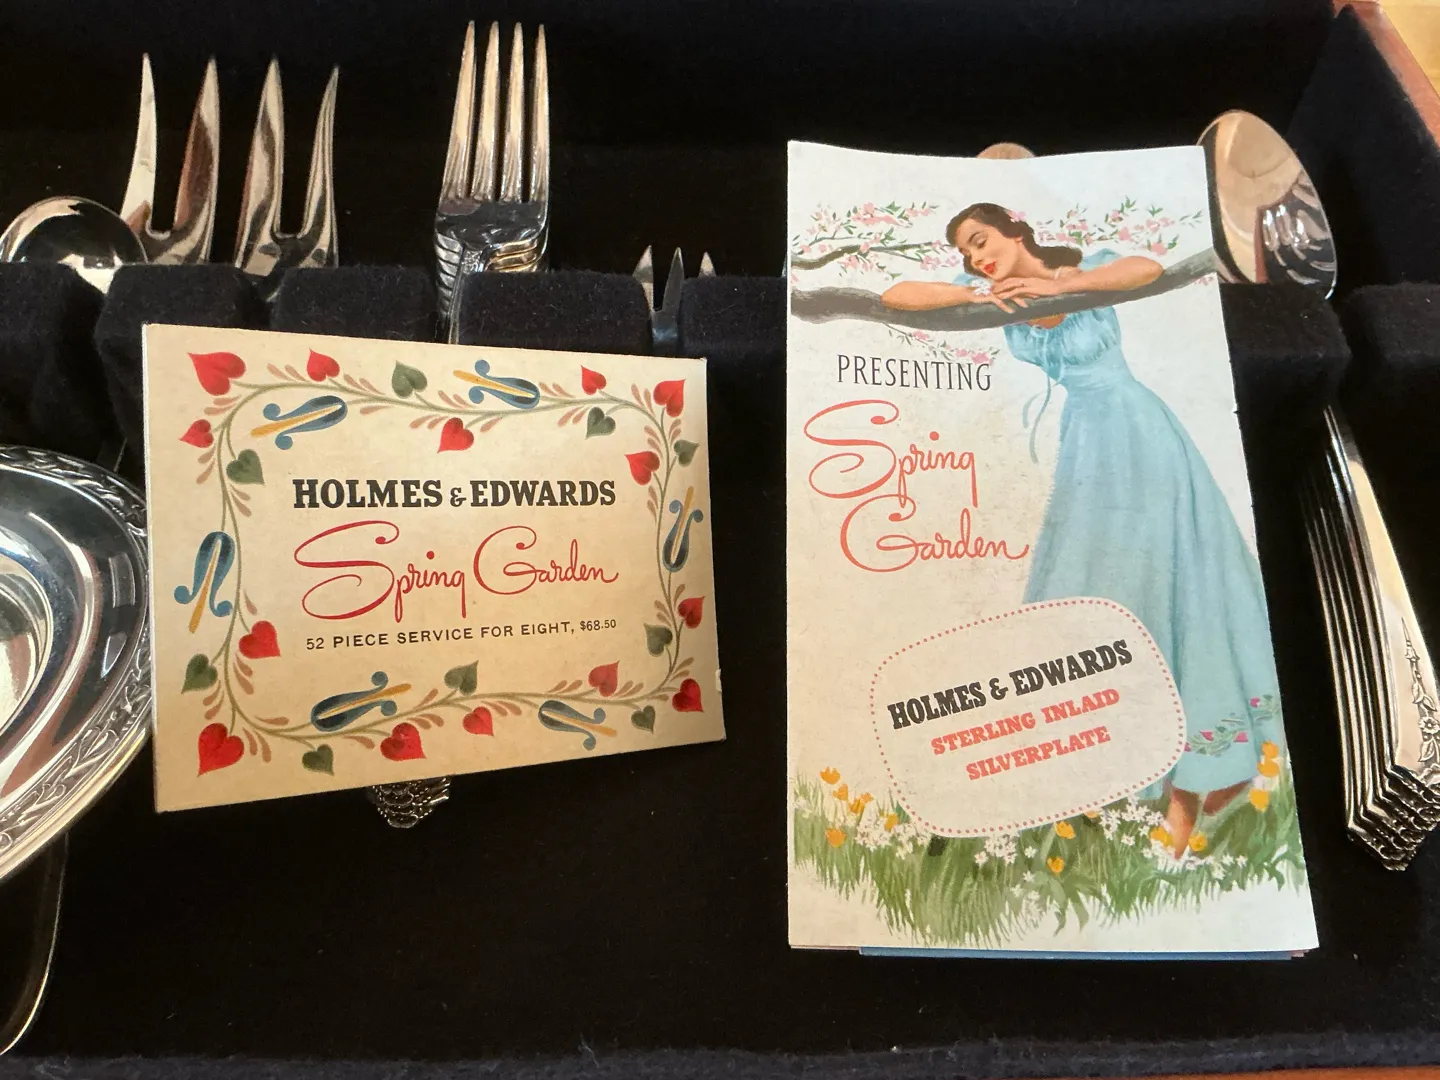 HOLMES & EDWARDS
Spring Garden
52 PIECE SERVICE FOR EIGHT, $68.50
PRESENTING
Spring
Garden
HOLMES & EDWARDS
STERLING INLAID
SILVERPLATE